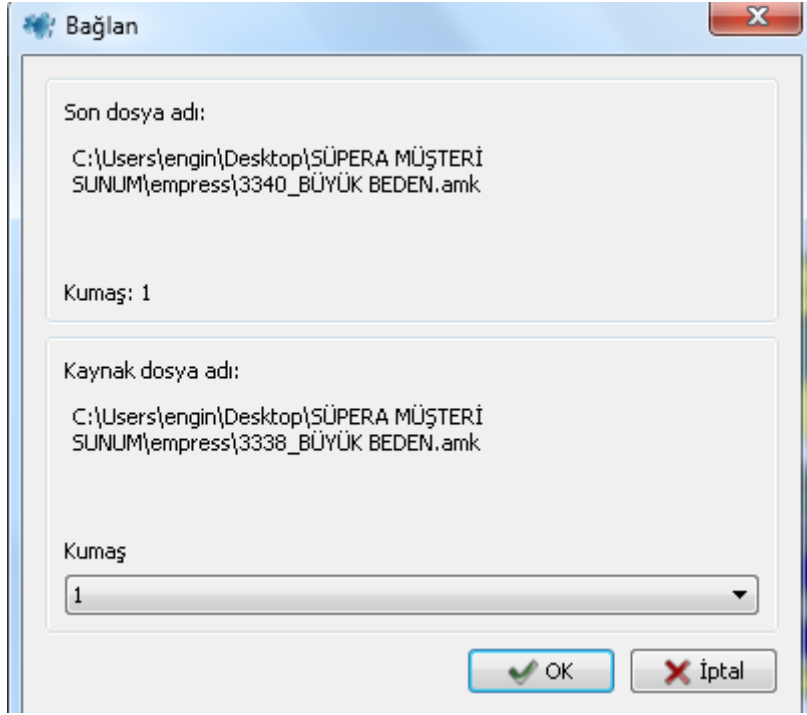 Bağlan
Son dosya adı:
C:\Users\engin\Desktop\SÜPERA MÜŞTERİ
SUNUM\empress\3340_BÜYÜK BEDEN.amk
Kumaş: 1
Kaynak dosya adı:
C:\Users\engin\Desktop\SÜPERA MÜŞTERİ
SUNUM\empress\3338_BÜYÜK BEDEN.amk
Kumaş
1
OK İptal